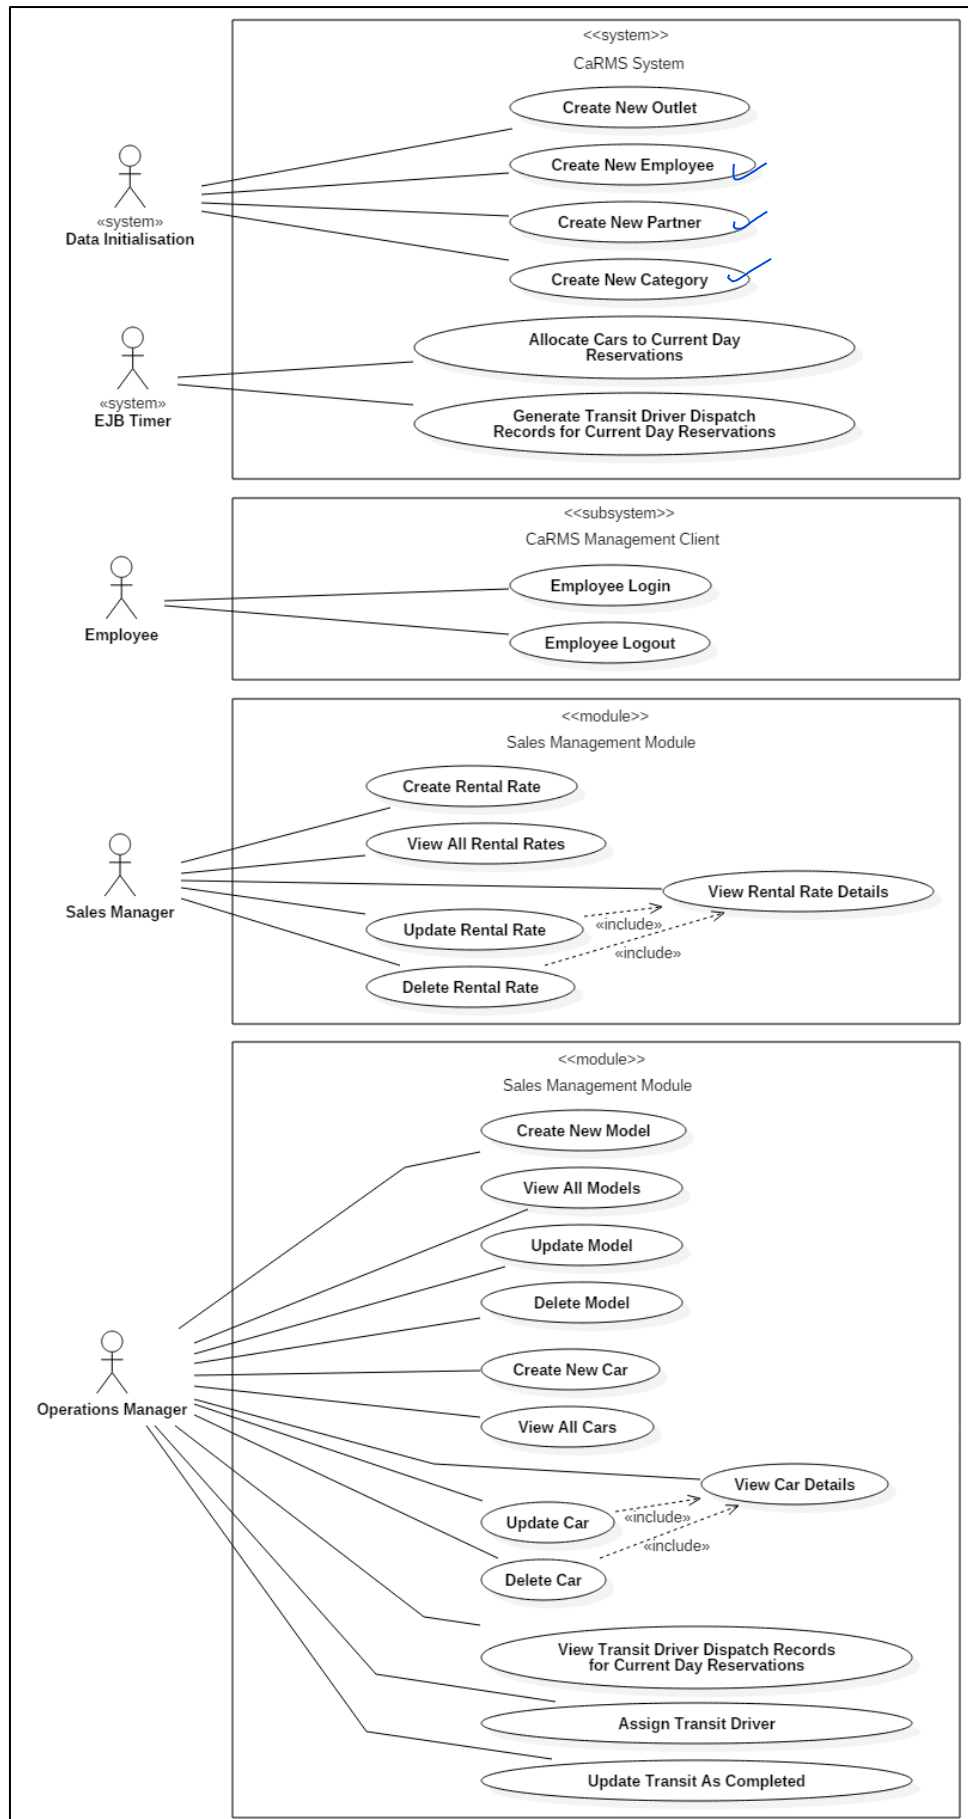 <<system>>
CaRMS System
Create New Outlet
Create New Employee
Create New Partner
Create New Category
«system»
Data Initialisation
Allocate Cars to Current Day
Reservations
Generate Transit Driver Dispatch
Records for Current Day Reservations
«system»
EJB Timer
<<subsystem>>
CaRMS Management Client
Employee Login
Employee Logout
Employee
<<module>>
Sales Management Module
Create Rental Rate
View All Rental Rates
View Rental Rate Details
Update Rental Rate
«include»
«include»
Delete Rental Rate
Sales Manager
<<module>>
Sales Management Module
Create New Model
View All Models
Update Model
Delete Model
Create New Car
Operations Manager
View All Cars
View Car Details
Update Car
«include»
«include»
Delete Car
View Transit Driver Dispatch Records
for Current Day Reservations
Assign Transit Driver
Update Transit As Completed